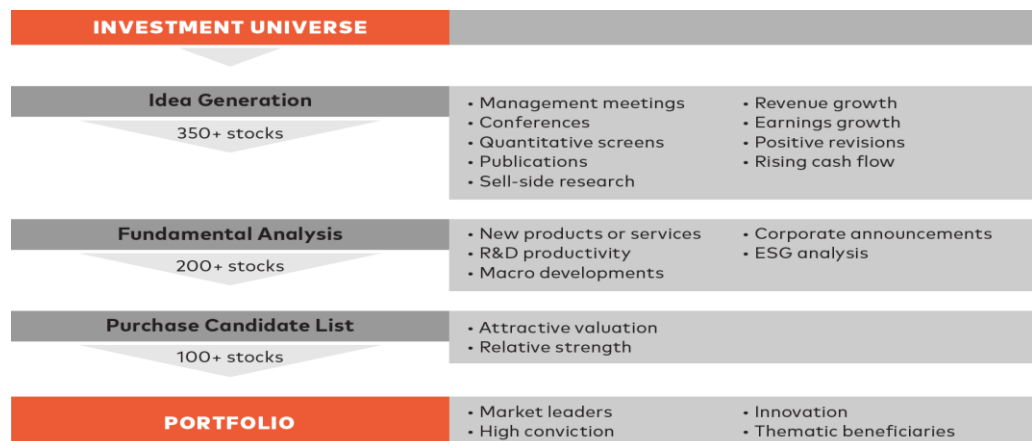 INVESTMENT UNIVERSE
Idea Generation
350+ stocks
• Management meetings
• Conferences
• Quantitative screens
• Publications
• Sell-side research
• Revenue growth
• Earnings growth
• Positive revisions
• Rising cash flow
Fundamental Analysis
200+ stocks
• New products or services
• R&D productivity
• Macro developments
• Corporate announcements
• ESG analysis
Purchase Candidate List
100+ stocks
• Attractive valuation
• Relative strength
PORTFOLIO
• Market leaders
• High conviction
• Innovation
• Thematic beneficiaries